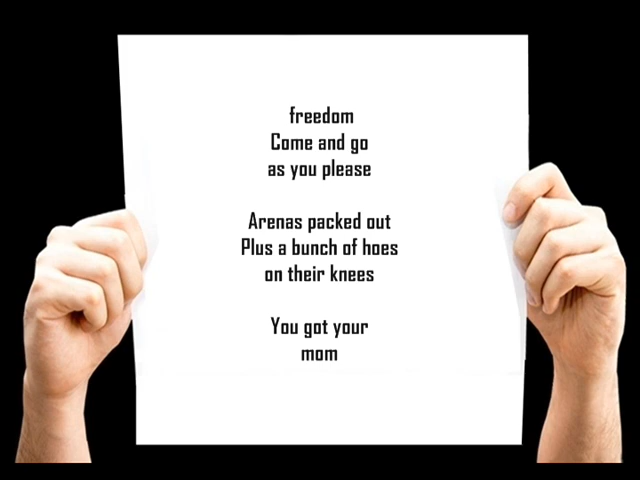 freedom
Come and go
as you please
Arenas packed out
Plus a bunch of hoes
on their knees
You got your
mom